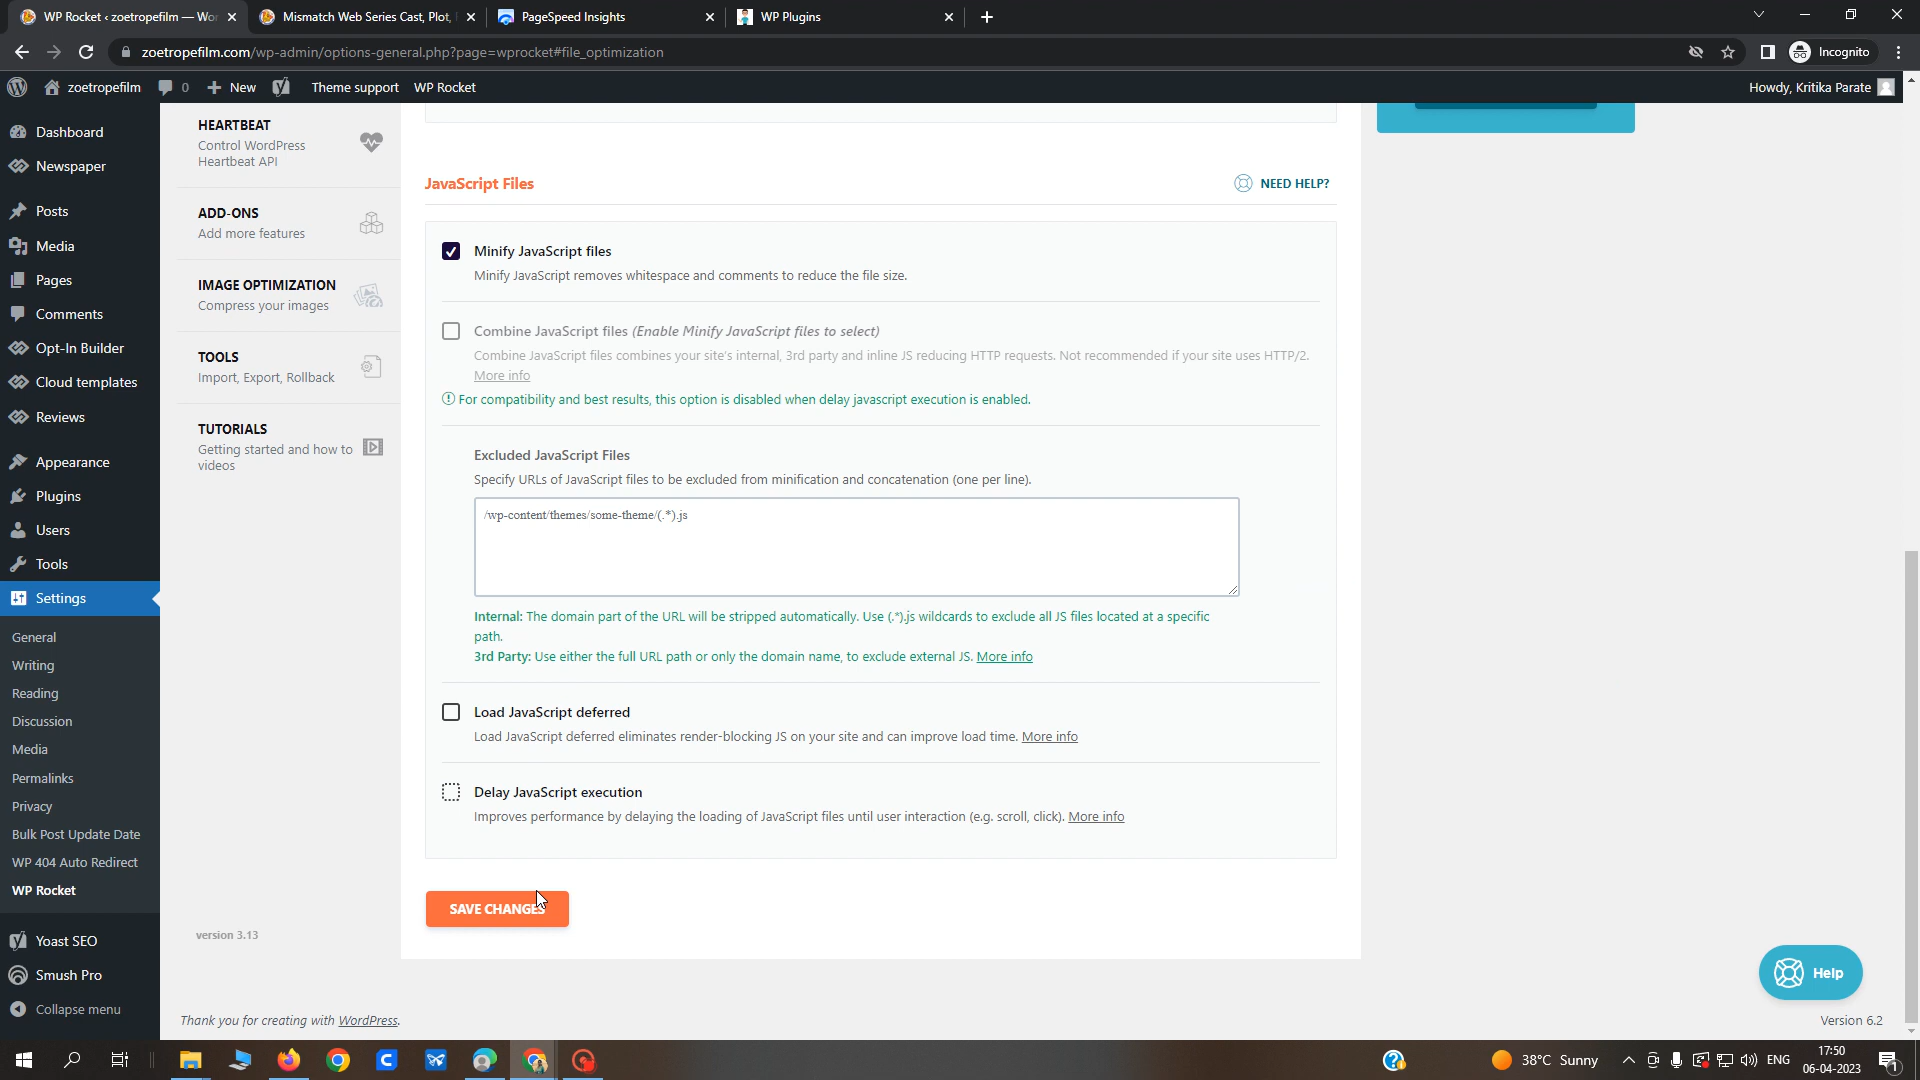 WP Rocket ‹ zoetropefilm — Wor
Mismatch Web Series Cast, Plot,
PageSpeed Insights
WP Plugins
zoetropefilm.com/wp-admin/options-general.php?page=wprocket#file_optimization
Incognito
zoetropefilm
0
New
Theme support
WP Rocket
Howdy, Kritika Parate
Dashboard
Newspaper
Posts
Media
Pages
Comments
Opt-In Builder
Cloud templates
Reviews
Appearance
Plugins
Users
Tools
Settings
General
Writing
Reading
Discussion
Media
Permalinks
Privacy
Bulk Post Update Date
WP 404 Auto Redirect
WP Rocket
Yoast SEO
Smush Pro
Collapse menu
HEARTBEAT
Control WordPress
Heartbeat API
ADD-ONS
Add more features
IMAGE OPTIMIZATION
Compress your images
TOOLS
Import, Export, Rollback
TUTORIALS
Getting started and how to
videos
version 3.13
JavaScript Files
NEED HELP?
Minify JavaScript files
Minify JavaScript removes whitespace and comments to reduce the file size.
Combine JavaScript files (Enable Minify JavaScript files to select)
Combine JavaScript files combines your site's internal, 3rd party and inline JS reducing HTTP requests. Not recommended if your site uses HTTP/2.
More info
For compatibility and best results, this option is disabled when delay javascript execution is enabled.
Excluded JavaScript Files
Specify URLs of JavaScript files to be excluded from minification and concatenation (one per line).
/wp-content/themes/some-theme/(.*).js
Internal: The domain part of the URL will be stripped automatically. Use (.*).js wildcards to exclude all JS files located at a specific
path.
3rd Party: Use either the full URL path or only the domain name, to exclude external JS. More info
Load JavaScript deferred
Load JavaScript deferred eliminates render-blocking JS on your site and can improve load time. More info
Delay JavaScript execution
Improves performance by delaying the loading of JavaScript files until user interaction (e.g. scroll, click). More info
SAVE CHANGES
Help
Thank you for creating with WordPress.
Version 6.2
38°C Sunny
ENG
17:50
06-04-2023
1